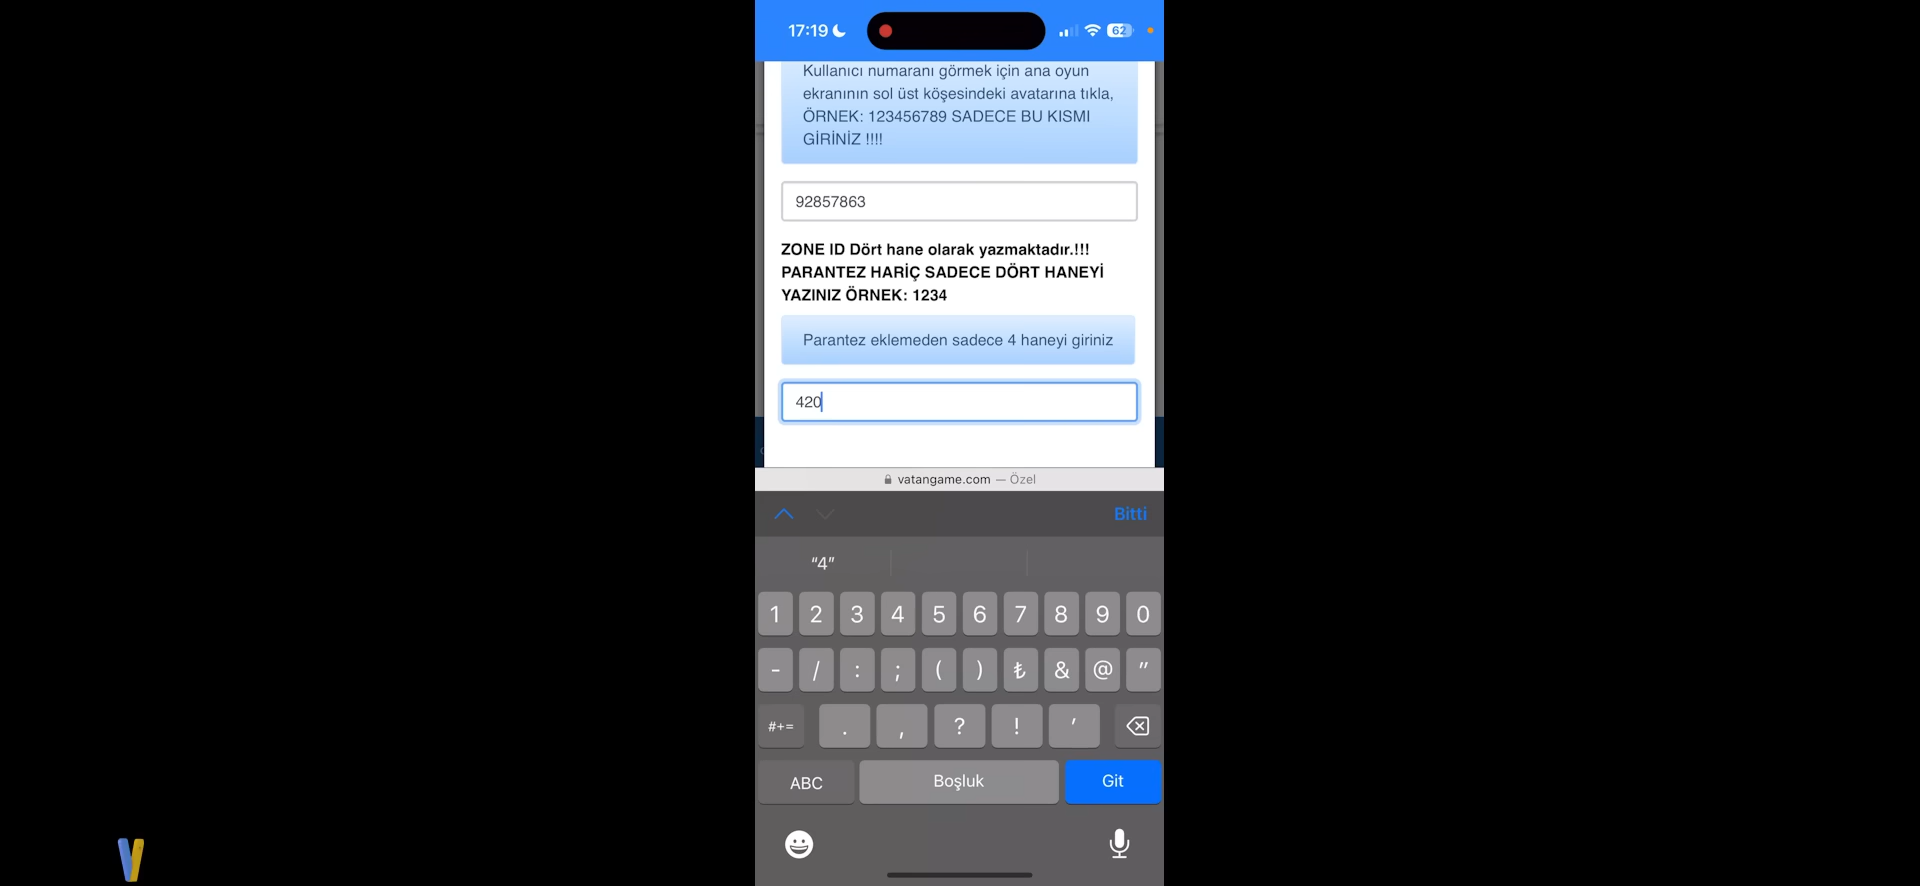 17:19
62
Kullanıcı numaranı görmek için ana oyun
ekranının sol üst köşesindeki avatarına tıkla,
ÖRNEK: 123456789 SADECE BU KISMI
GİRİNİZ !!!!
92857863
ZONE ID Dört hane olarak yazmaktadır.!!!
PARANTEZ HARİÇ SADECE DÖRT HANEYİ
YAZINIZ ÖRNEK: 1234
Parantez eklemeden sadece 4 haneyi giriniz
420
vatangame.com — Özel
Bitti
“4”
1 2 3 4 5 6 7 8 9 0
- / : ; ( ) ₺ & @ "
#+= . , ? ! ’
ABC Boşluk Git